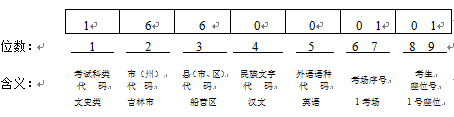 1 6 6 0 0 0 1 0 1
位数： 1 2 3 4 5 6 7 8 9
含义： 考试科类代码 市（州）代码 县（市、区）代码 民族文字代码 外语语种代码 考场序号 考生座位号
文史类 吉林市 船营区 汉文 英语 1考场 1号座位